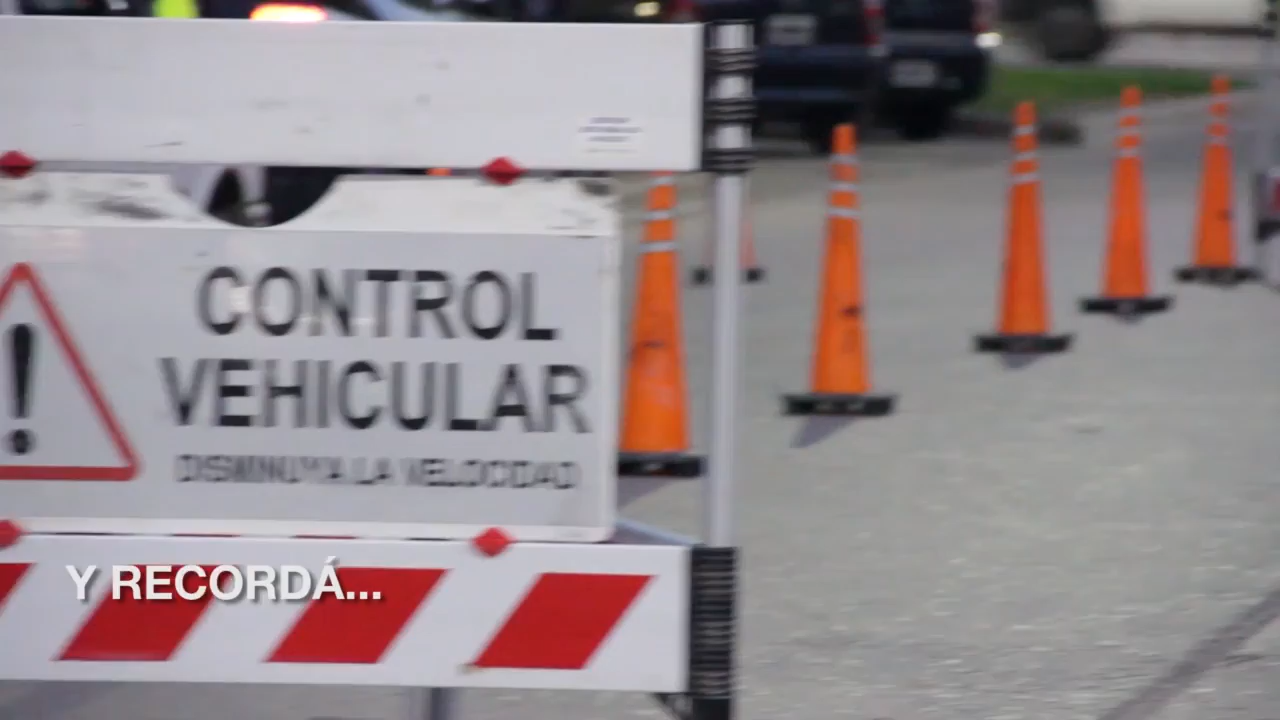 CONTROL
VEHICULAR
DISMINUYA LA VELOCIDAD
Y RECORDÁ...